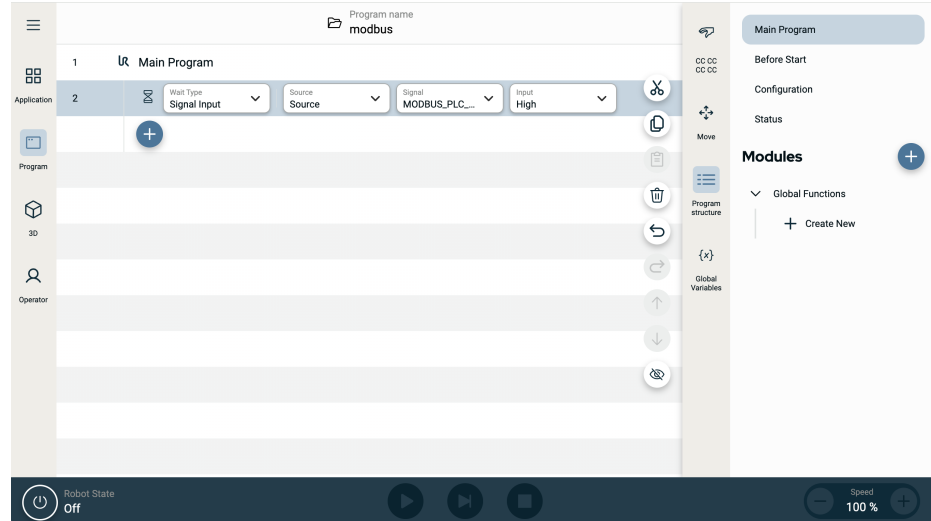 Program name
modbus
1
Main Program
2
Wait Type
Signal Input
Source
Source
Signal
MODBUS_PLC_...
Input
High
Application
Program
3D
Operator
CC CC
CC CC
Move
Program
structure
{x}
Global
Variables
Main Program
Before Start
Configuration
Status
Modules
Global Functions
Create New
Robot State
Off
Speed
100 %